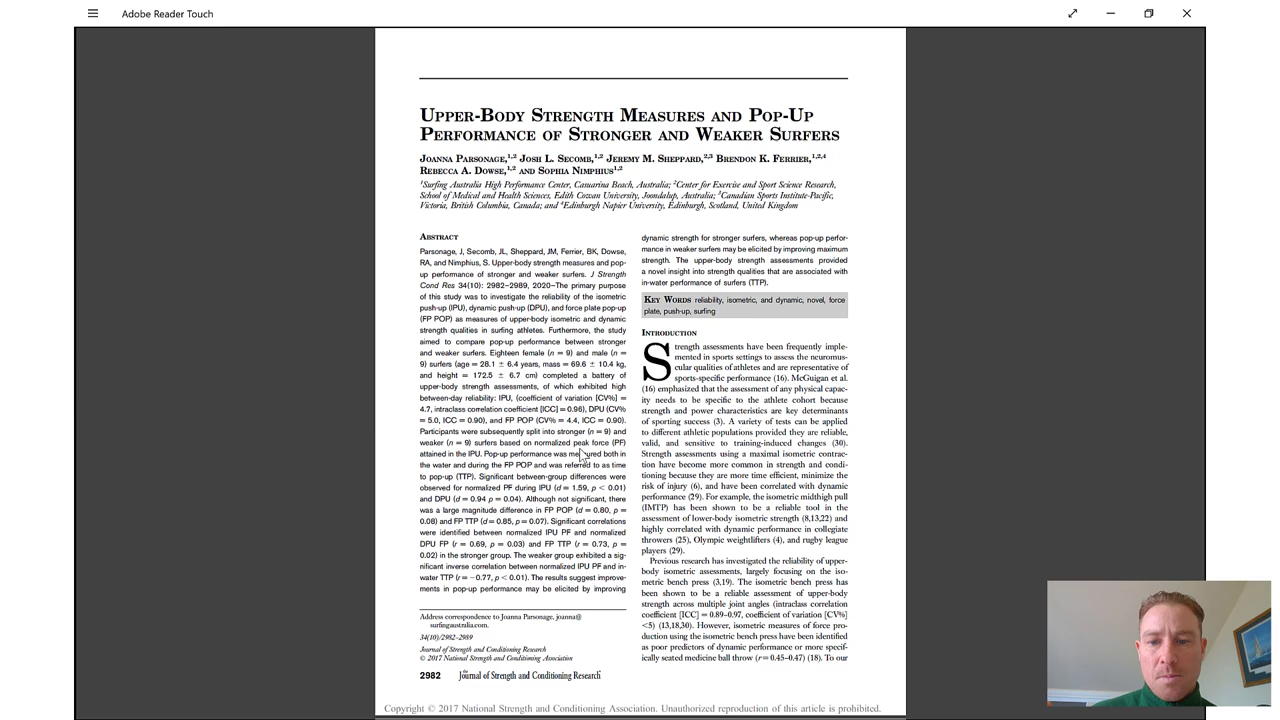 Adobe Reader Touch
UPPER-BODY STRENGTH MEASURES AND POP-UP
PERFORMANCE OF STRONGER AND WEAKER SURFERS
JOANNA PARSONAGE,1,2 JOSH L. SECOMB,1,2 JEREMY M. SHEPPARD,2,3 BRENDON K. FERRIER,1,2,4
REBECCA A. DOWSE,1,2 AND SOPHIA NIMPHIUS1,2
1Surfing Australia High Performance Center, Casuarina Beach, Australia; 2Center for Exercise and Sport Science Research,
School of Medical and Health Sciences, Edith Cowan University, Joondalup, Australia; 3Canadian Sports Institute-Pacific,
Victoria, British Columbia, Canada; and 4Edinburgh Napier University, Edinburgh, Scotland, United Kingdom
ABSTRACT
Parsonage, J, Secomb, JL, Sheppard, JM, Ferrier, BK, Dowse,
RA, and Nimphius, S. Upper-body strength measures and pop-
up performance of stronger and weaker surfers. J Strength
Cond Res 34(10): 2982–2989, 2020—The primary purpose
of this study was to investigate the reliability of the isometric
push-up (IPU), dynamic push-up (DPU), and force plate pop-up
(FP POP) as measures of upper-body isometric and dynamic
strength qualities in surfing athletes. Furthermore, the study
aimed to compare pop-up performance between stronger
and weaker surfers. Eighteen female (n = 9) and male (n =
9) surfers (age = 28.1 ± 6.4 years, mass = 69.6 ± 10.4 kg,
and height = 172.5 ± 6.7 cm) completed a battery of
upper-body strength assessments, of which exhibited high
between-day reliability: IPU, (coefficient of variation [CV%] =
4.7, intraclass correlation coefficient [ICC] = 0.96), DPU (CV%
= 5.0, ICC = 0.90), and FP POP (CV% = 4.4, ICC = 0.90).
Participants were subsequently split into stronger (n = 9) and
weaker (n = 9) surfers based on normalized peak force (PF)
attained in the IPU. Pop-up performance was measured both in
the water and during the FP POP and was referred to as time
to pop-up (TTP). Significant between-group differences were
observed for normalized PF during IPU (d = 1.59, p < 0.01)
and DPU (d = 0.94 p = 0.04). Although not significant, there
was a large magnitude difference in FP POP (d = 0.80, p =
0.08) and FP TTP (d = 0.85, p = 0.07). Significant correlations
were identified between normalized IPU PF and normalized
DPU FP (r = 0.69, p = 0.03) and FP TTP (r = 0.73, p =
0.02) in the stronger group. The weaker group exhibited a sig-
nificant inverse correlation between normalized IPU PF and in-
water TTP (r = −0.77, p < 0.01). The results suggest improve-
ments in pop-up performance may be elicited by improving
Address correspondence to Joanna Parsonage, joanna@
surfingaustralia.com.
34(10)/2982–2989
Journal of Strength and Conditioning Research
© 2017 National Strength and Conditioning Association
2982 the Journal of Strength and Conditioning Research
dynamic strength for stronger surfers, whereas pop-up perfor-
mance in weaker surfers may be elicited by improving maximum
strength. The upper-body strength assessments provided
a novel insight into strength qualities that are associated with
in-water performance of surfers (TTP).
KEY WORDS reliability, isometric, and dynamic, novel, force
plate, push-up, surfing
INTRODUCTION
Strength assessments have been frequently imple-
mented in sports settings to assess the neuromus-
cular qualities of athletes and are representative of
sports-specific performance (16). McGuigan et al.
(16) emphasized that the assessment of any physical capac-
ity needs to be specific to the athlete cohort because
strength and power characteristics are key determinants
of sporting success (3). A variety of tests can be applied
to different athletic populations provided they are reliable,
valid, and sensitive to training-induced changes (30).
Strength assessments using a maximal isometric contrac-
tion have become more common in strength and condi-
tioning because they are more time efficient, minimize the
risk of injury (6), and have been correlated with dynamic
performance (29). For example, the isometric midthigh pull
(IMTP) has been shown to be a reliable tool in the
assessment of lower-body isometric strength (8,13,22) and
highly correlated with dynamic performance in collegiate
throwers (25), Olympic weightlifters (4), and rugby league
players (29).
Previous research has investigated the reliability of upper-
body isometric assessments, largely focusing on the iso-
metric bench press (3,19). The isometric bench press has
been shown to be a reliable assessment of upper-body
strength across multiple joint angles (intraclass correlation
coefficient [ICC] = 0.89–0.97, coefficient of variation [CV%]
<5) (13,18,30). However, isometric measures of force pro-
duction using the isometric bench press have been identified
as poor predictors of dynamic performance or more specif-
ically seated medicine ball throw (r = 0.45–0.47) (18). To our
Copyright © 2017 National Strength and Conditioning Association. Unauthorized reproduction of this article is prohibited.